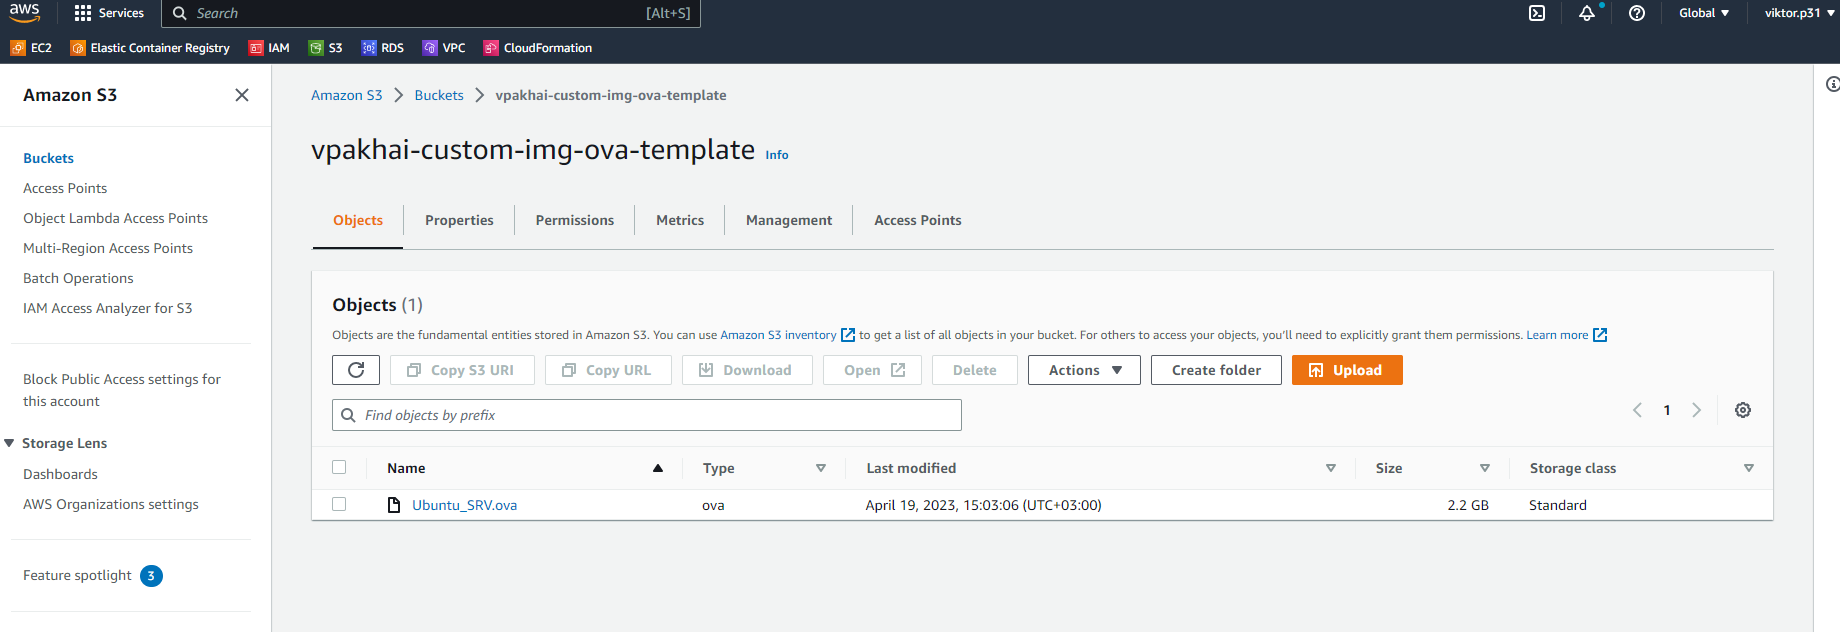 aws Services Search [Alt+S] Global viktor.p31
EC2 Elastic Container Registry IAM S3 RDS VPC CloudFormation
Amazon S3
Buckets
Access Points
Object Lambda Access Points
Multi-Region Access Points
Batch Operations
IAM Access Analyzer for S3
Block Public Access settings for
this account
Storage Lens
Dashboards
AWS Organizations settings
Feature spotlight 3
Amazon S3 Buckets vpakhai-custom-img-ova-template
vpakhai-custom-img-ova-template Info
Objects Properties Permissions Metrics Management Access Points
Objects (1)
Objects are the fundamental entities stored in Amazon S3. You can use Amazon S3 inventory to get a list of all objects in your bucket. For others to access your objects, you'll need to explicitly grant them permissions. Learn more
Copy S3 URI Copy URL Download Open Delete Actions Create folder Upload
Find objects by prefix 1
Name Type Last modified Size Storage class
Ubuntu_SRV.ova ova April 19, 2023, 15:03:06 (UTC+03:00) 2.2 GB Standard